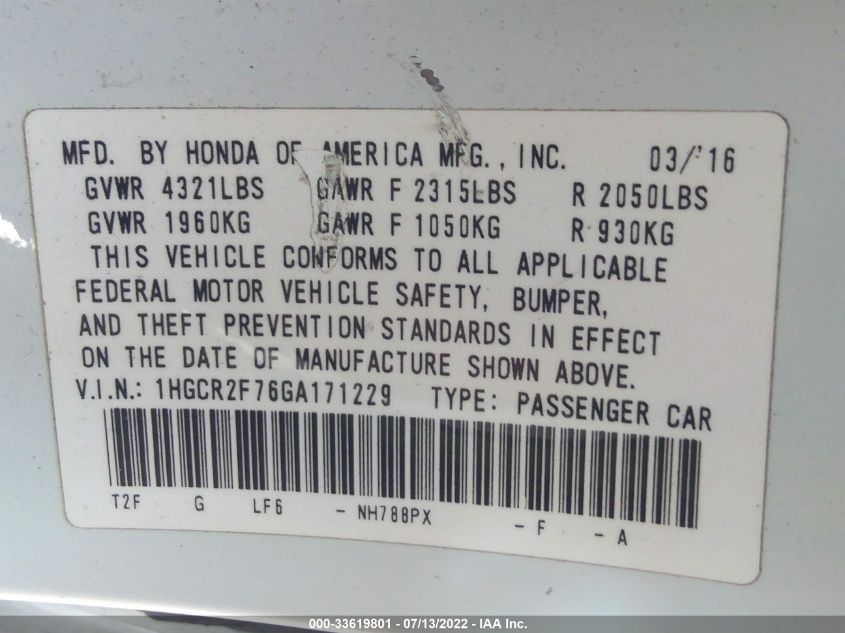 MFD. BY HONDA OF AMERICA MFG., INC. 03/'16
GVWR 4321LBS GAWR F 2315LBS R 2050LBS
GVWR 1960KG GAWR F 1050KG R 930KG
THIS VEHICLE CONFORMS TO ALL APPLICABLE
FEDERAL MOTOR VEHICLE SAFETY, BUMPER,
AND THEFT PREVENTION STANDARDS IN EFFECT
ON THE DATE OF MANUFACTURE SHOWN ABOVE.
V.I.N.: 1HGCR2F76GA171229 TYPE: PASSENGER CAR
T2F G LF6 - NH788PX - F - A
000-33619801 - 07/13/2022 - IAA Inc.